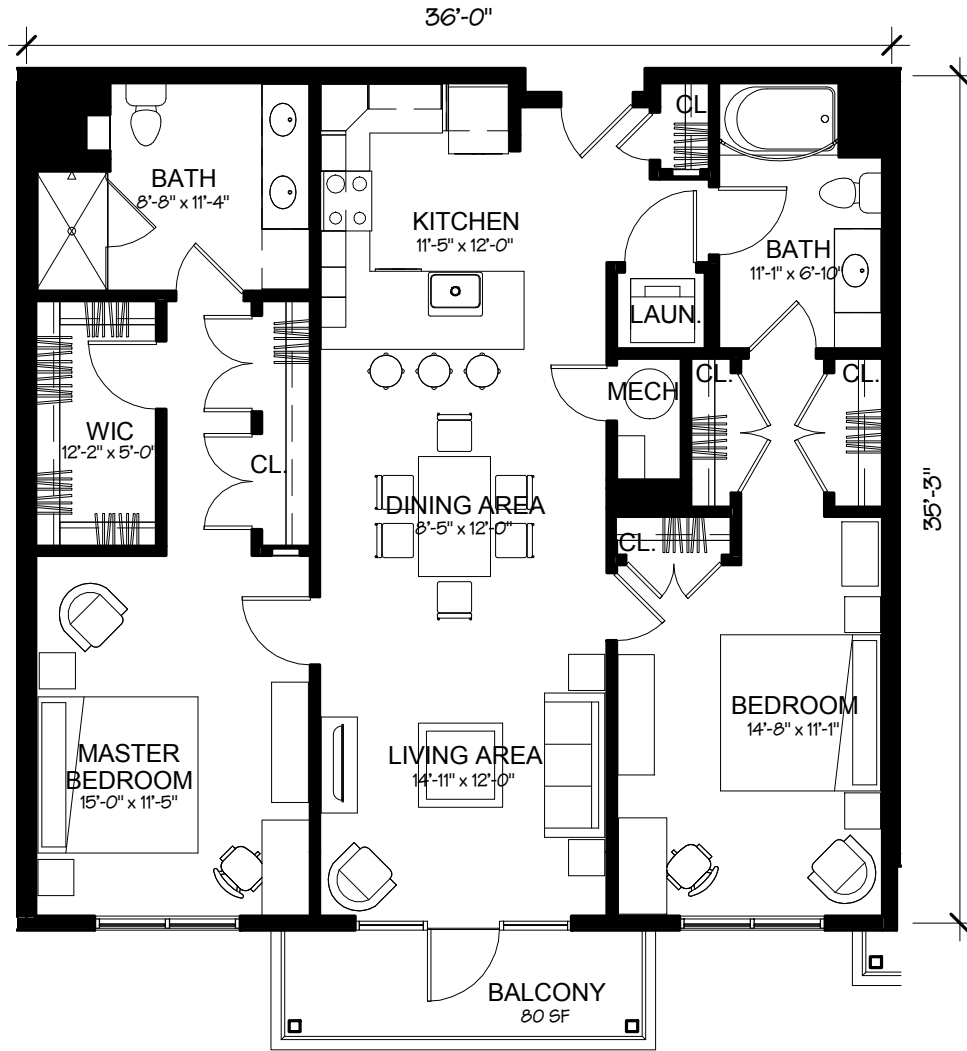 36'-0"
CL.
BATH
8'-8" x 11'-4"
KITCHEN
11'-5" x 12'-0"
BATH
11'-1" x 6'-10"
LAUN.
MECH
CL.
CL.
WIC
12'-2" x 5'-0"
CL.
DINING AREA
8'-5" x 12'-0"
35'-3"
CL.
BEDROOM
14'-8" x 11'-1"
MASTER
BEDROOM
15'-0" x 11'-5"
LIVING AREA
14'-11" x 12'-0"
BALCONY
80 SF